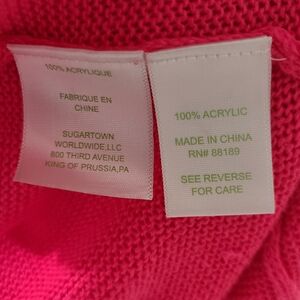 100% ACRYLIQUE
FABRIQUE EN
CHINE
SUGARTOWN
WORLDWIDE,LLC
800 THIRD AVENUE
KING OF PRUSSIA,PA
100% ACRYLIC
MADE IN CHINA
RN# 88189
SEE REVERSE
FOR CARE